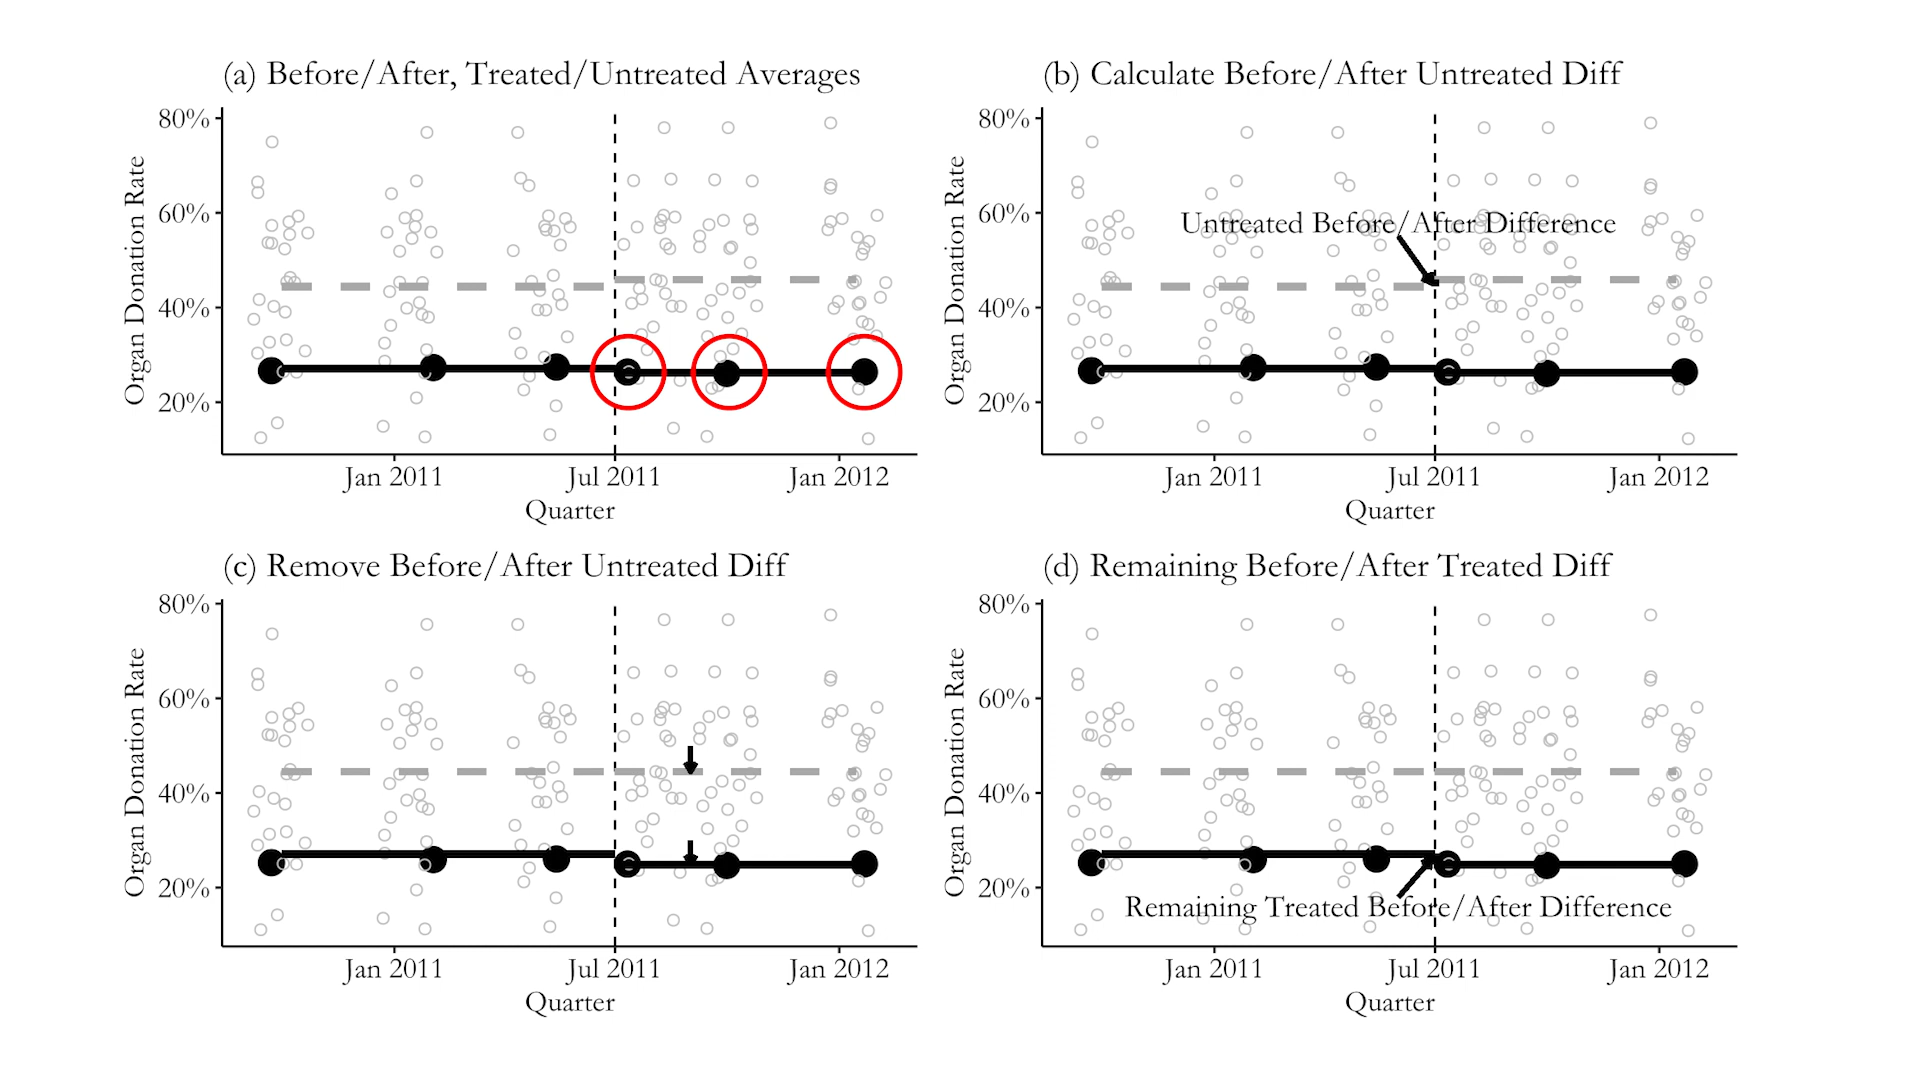 (a) Before/After, Treated/Untreated Averages
80%
60%
40%
20%
Organ Donation Rate
Jan 2011
Jul 2011
Jan 2012
Quarter
(b) Calculate Before/After Untreated Diff
80%
60%
40%
20%
Organ Donation Rate
Untreated Before/After Difference
Jan 2011
Jul 2011
Jan 2012
Quarter
(c) Remove Before/After Untreated Diff
80%
60%
40%
20%
Organ Donation Rate
Jan 2011
Jul 2011
Jan 2012
Quarter
(d) Remaining Before/After Treated Diff
80%
60%
40%
20%
Organ Donation Rate
Remaining Treated Before/After Difference
Jan 2011
Jul 2011
Jan 2012
Quarter